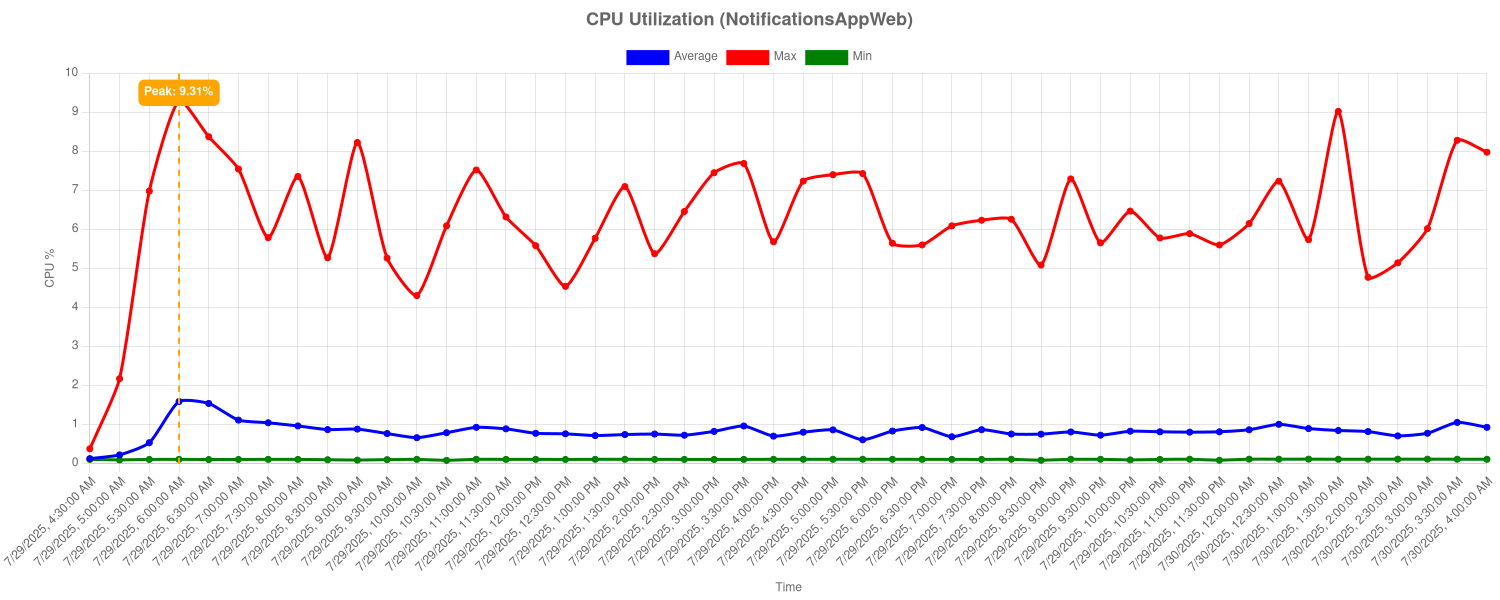 CPU Utilization (NotificationsAppWeb)
Average
Max
Min
Peak: 9.31%
10
9
8
7
6
5
4
3
2
1
0
CPU %
7/29/2025, 4:30:00 AM
7/29/2025, 5:00:00 AM
7/29/2025, 5:30:00 AM
7/29/2025, 6:00:00 AM
7/29/2025, 6:30:00 AM
7/29/2025, 7:00:00 AM
7/29/2025, 7:30:00 AM
7/29/2025, 8:00:00 AM
7/29/2025, 8:30:00 AM
7/29/2025, 9:00:00 AM
7/29/2025, 9:30:00 AM
7/29/2025, 10:00:00 AM
7/29/2025, 10:30:00 AM
7/29/2025, 11:00:00 AM
7/29/2025, 11:30:00 AM
7/29/2025, 12:00:00 PM
7/29/2025, 12:30:00 PM
7/29/2025, 1:00:00 PM
7/29/2025, 1:30:00 PM
7/29/2025, 2:00:00 PM
7/29/2025, 2:30:00 PM
7/29/2025, 3:00:00 PM
7/29/2025, 3:30:00 PM
7/29/2025, 4:00:00 PM
7/29/2025, 4:30:00 PM
7/29/2025, 5:00:00 PM
7/29/2025, 5:30:00 PM
7/29/2025, 6:00:00 PM
7/29/2025, 6:30:00 PM
7/29/2025, 7:00:00 PM
7/29/2025, 7:30:00 PM
7/29/2025, 8:00:00 PM
7/29/2025, 8:30:00 PM
7/29/2025, 9:00:00 PM
7/29/2025, 9:30:00 PM
7/29/2025, 10:00:00 PM
7/29/2025, 10:30:00 PM
7/29/2025, 11:00:00 PM
7/29/2025, 11:30:00 PM
7/30/2025, 12:00:00 AM
7/30/2025, 12:30:00 AM
7/30/2025, 1:00:00 AM
7/30/2025, 1:30:00 AM
7/30/2025, 2:00:00 AM
7/30/2025, 2:30:00 AM
7/30/2025, 3:00:00 AM
7/30/2025, 3:30:00 AM
7/30/2025, 4:00:00 AM
Time